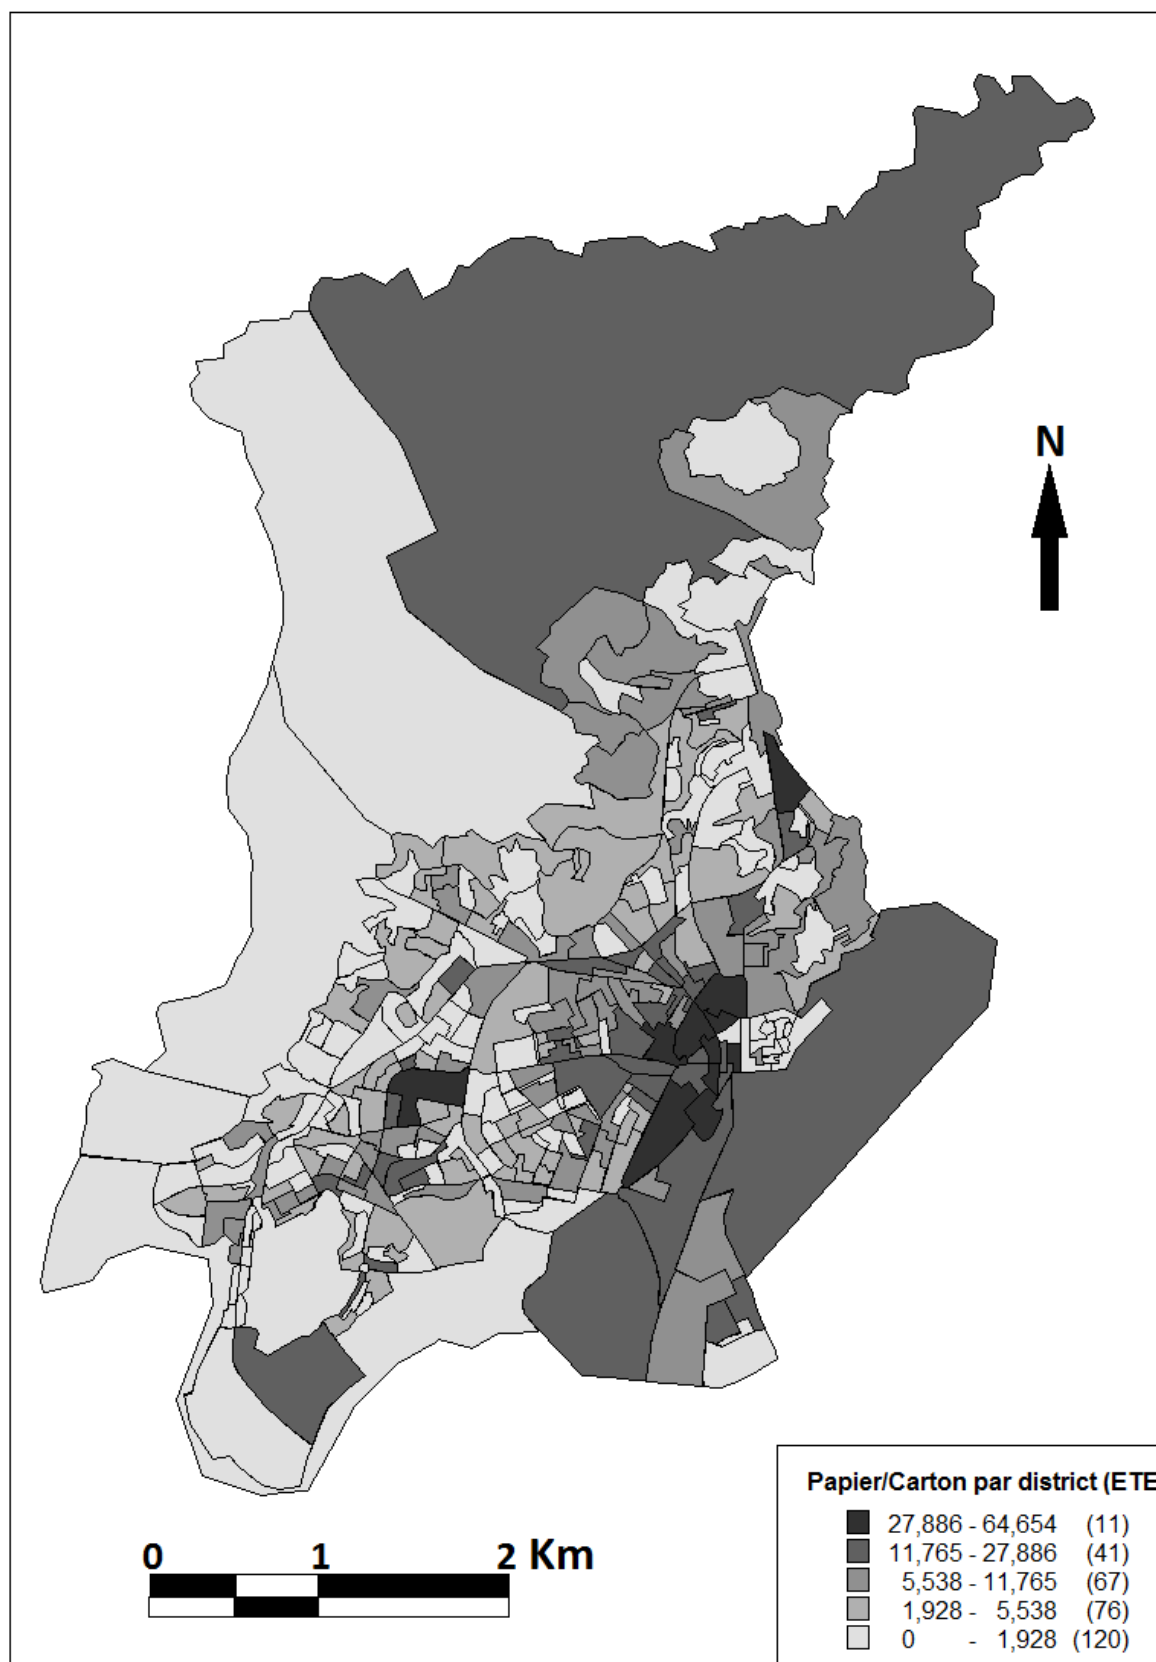 N
Papier/Carton par district (ETE
27,886 - 64,654 (11)
11,765 - 27,886 (41)
5,538 - 11,765 (67)
1,928 - 5,538 (76)
0 - 1,928 (120)
0 1 2 Km